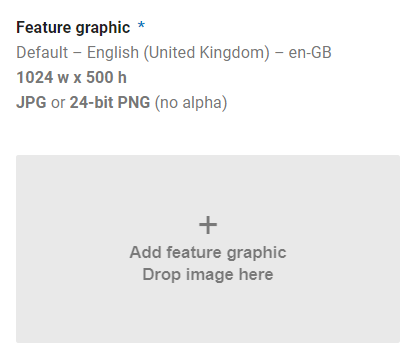 Feature graphic *
Default – English (United Kingdom) – en-GB
1024 w x 500 h
JPG or 24-bit PNG (no alpha)
+
Add feature graphic
Drop image here